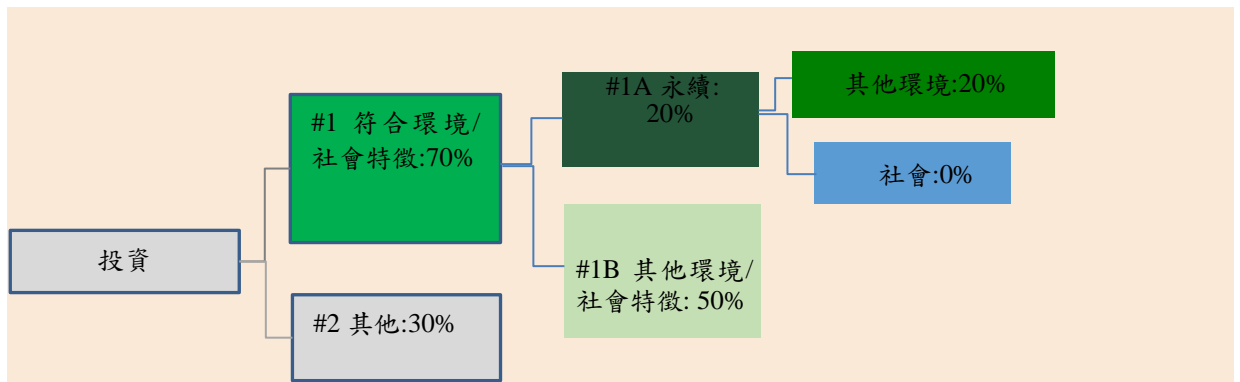 投資
#1 符合環境/
社會特徵:70%
#2 其他:30%
#1A 永續:
20%
#1B 其他環境/
社會特徵: 50%
其他環境:20%
社會:0%